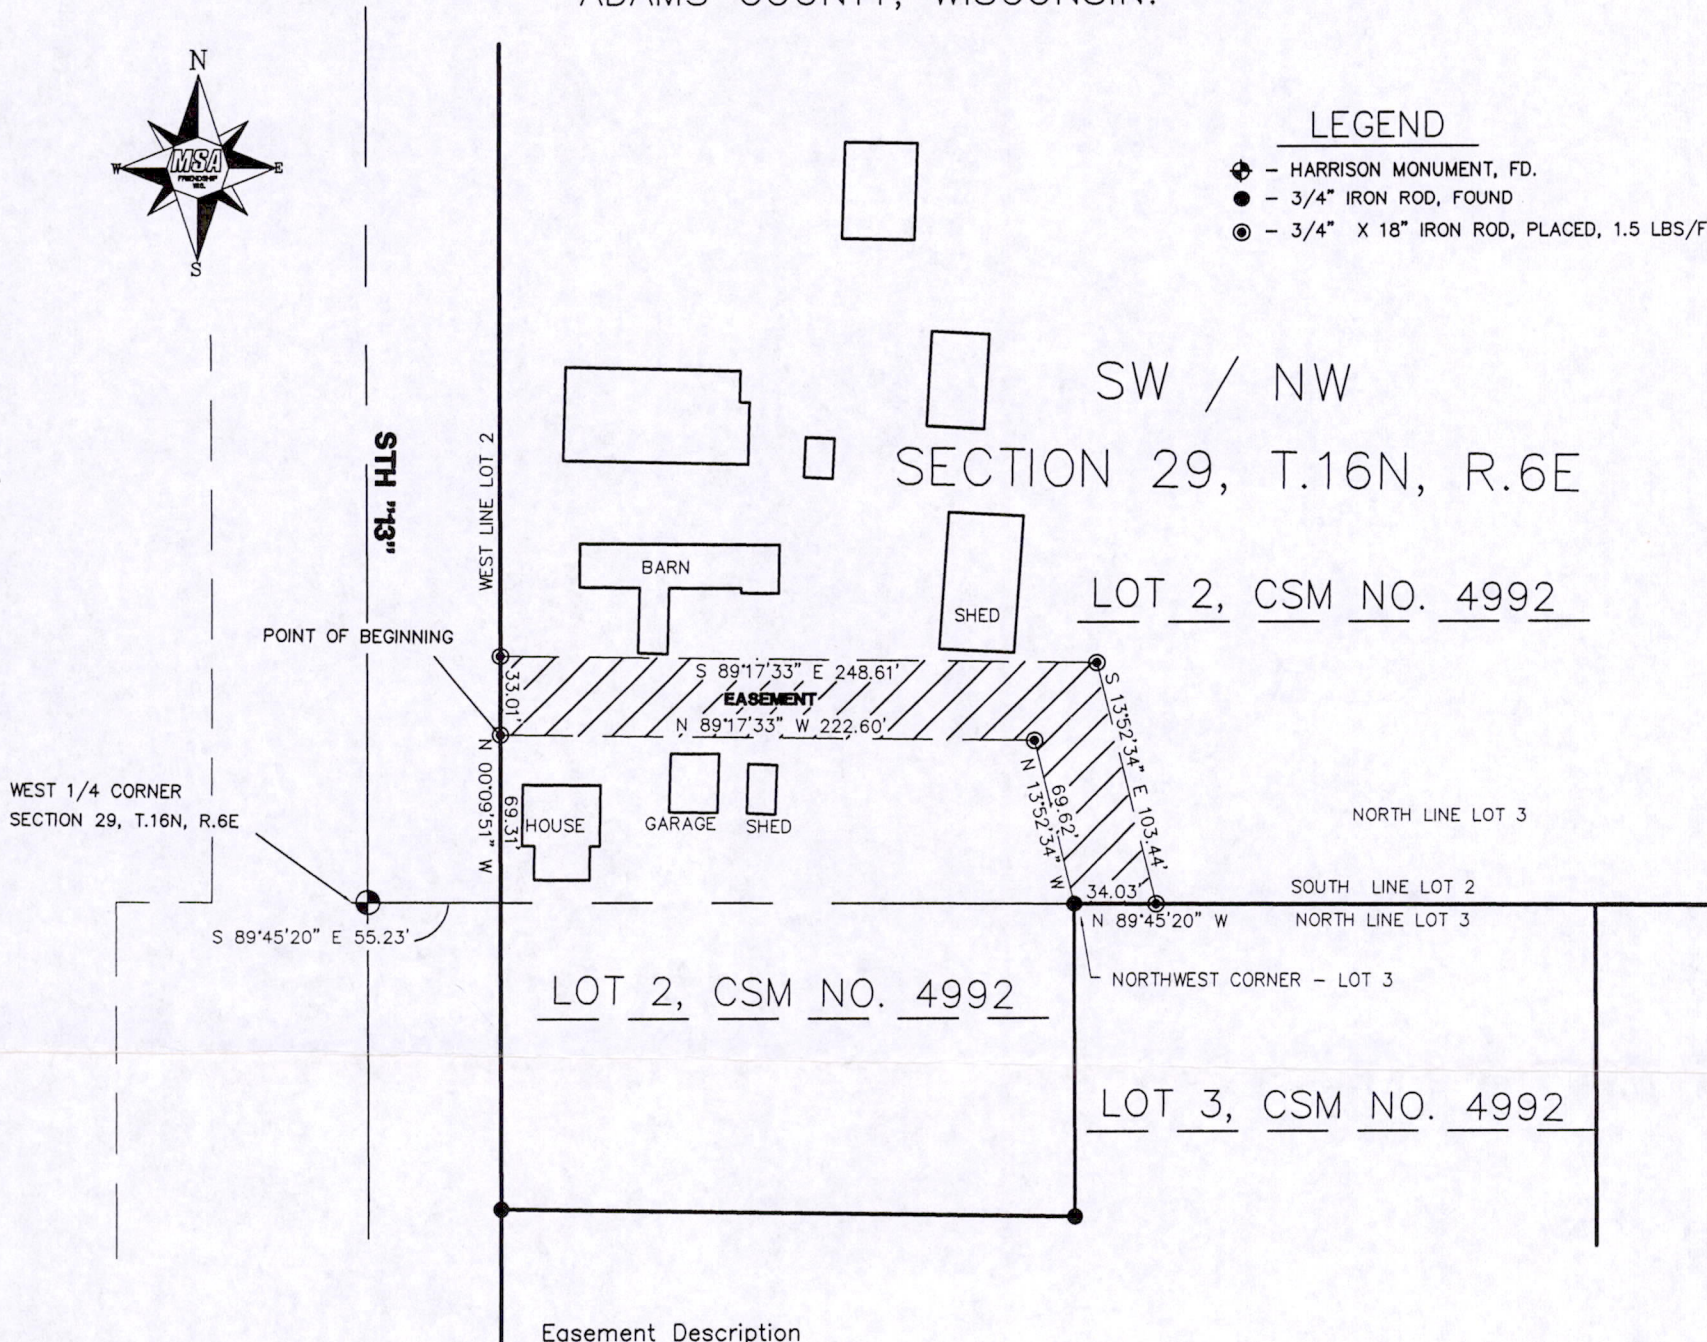 ADAMS COUNTY, WISCONSIN.
N
W
MSA
FRIENDSHIP
WIS.
E
S
LEGEND
- HARRISON MONUMENT, FD.
- 3/4" IRON ROD, FOUND
- 3/4" X 18" IRON ROD, PLACED, 1.5 LBS/F
STH "13"
WEST LINE LOT 2
SW / NW
SECTION 29, T.16N, R.6E
BARN
SHED
LOT 2, CSM NO. 4992
POINT OF BEGINNING
33.01'
S 89°17'33" E 248.61'
EASEMENT
N 89°17'33" W 222.60'
S 13°52'34" E 103.44'
69.62'
N 13°52'34" W
N 00°09'51" W
69.31'
HOUSE
GARAGE
SHED
WEST 1/4 CORNER
SECTION 29, T.16N, R.6E
NORTH LINE LOT 3
34.03'
SOUTH LINE LOT 2
N 89°45'20" W
NORTH LINE LOT 3
S 89°45'20" E 55.23'
NORTHWEST CORNER - LOT 3
LOT 2, CSM NO. 4992
LOT 3, CSM NO. 4992
Easement Description